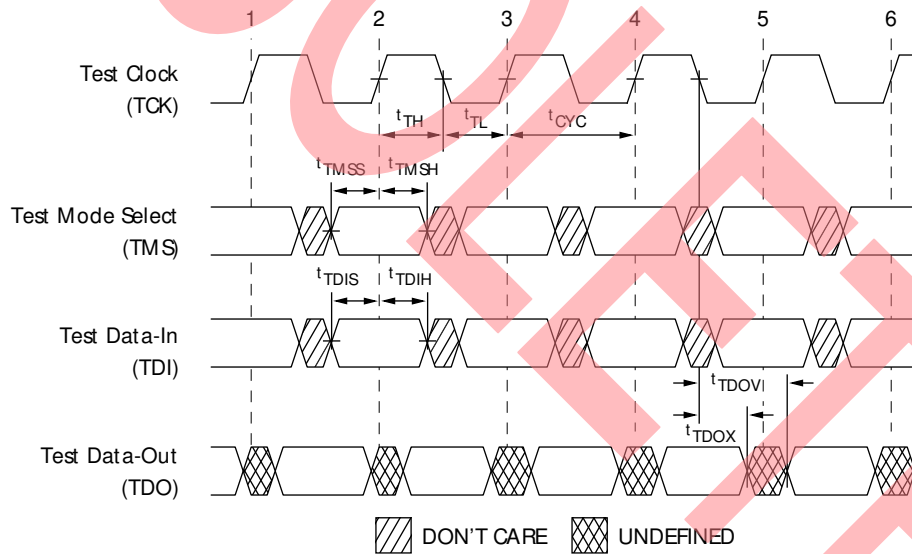 1 2 3 4 5 6
Test Clock
(TCK)
tTH tTL tCYC
tTMSS tTMSH
Test Mode Select
(TMS)
tTDIS tTDIH
Test Data-In
(TDI)
tTDOV
tTDOX
Test Data-Out
(TDO)
DON'T CARE UNDEFINED